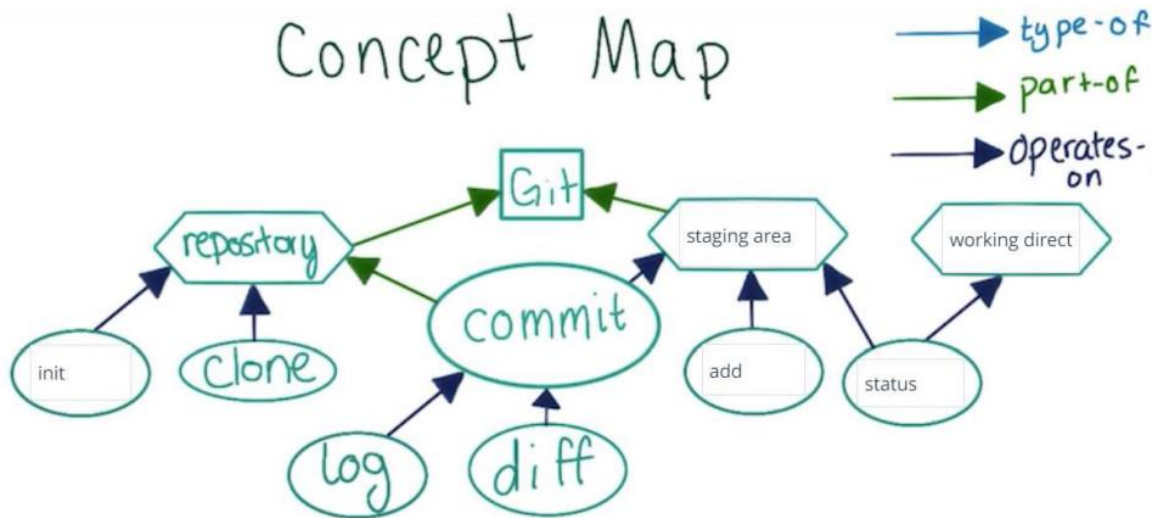 Concept Map
type-of
part-of
operates-
on
Git
repository
staging area
working direct
commit
init
clone
add
status
log
diff